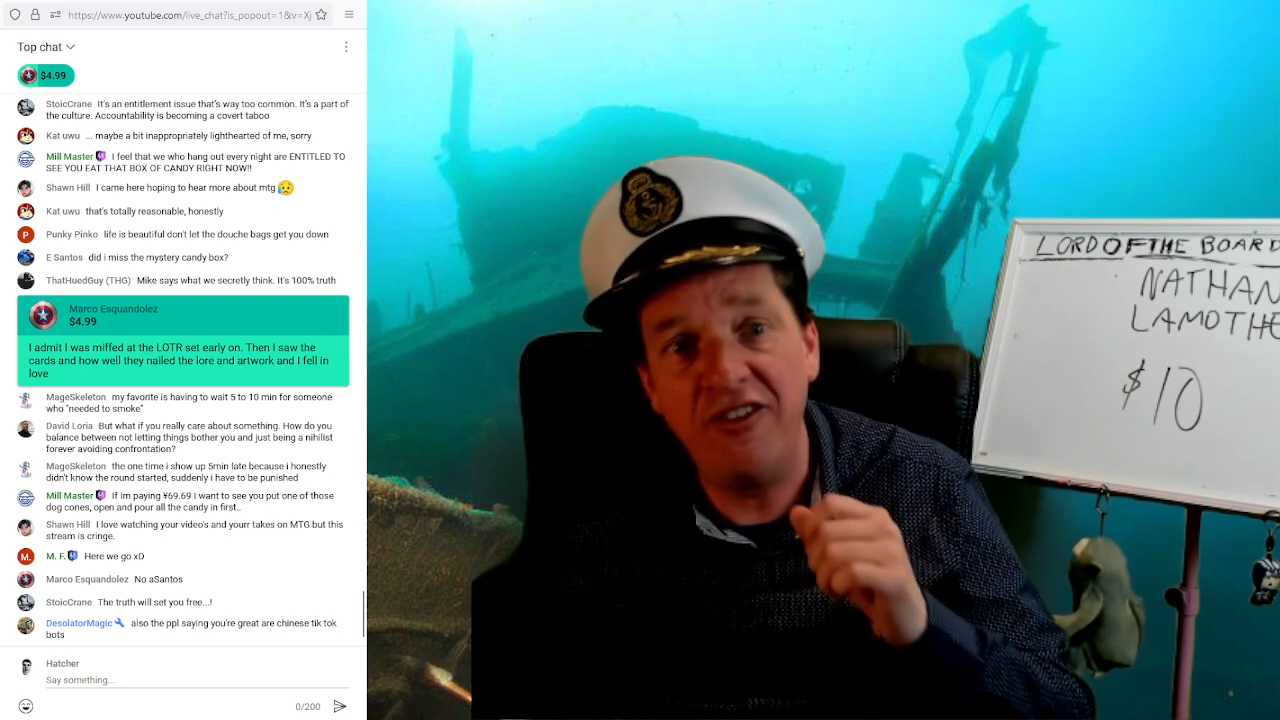 https://www.youtube.com/live_chat?is_popout=1&v=Xj
Top chat
$4.99
StoicCrane It's an entitlement issue that's way too common. It's a part of
the culture. Accountability is becoming a covert taboo
Kat uwu ... maybe a bit inappropriately lighthearted of me, sorry
Mill Master I feel that we who hang out every night are ENTITLED TO
SEE YOU EAT THAT BOX OF CANDY RIGHT NOW!!
Shawn Hill I came here hoping to hear more about mtg
Kat uwu that's totally reasonable, honestly
Punky Pinko life is beautiful don't let the douche bags get you down
E Santos did i miss the mystery candy box?
ThatHuedGuy (THG) Mike says what we secretly think. It's 100% truth
Marco Esquandolez
$4.99
I admit I was miffed at the LOTR set early on. Then I saw the
cards and how well they nailed the lore and artwork and I fell in
love
MageSkeleton my favorite is having to wait 5 to 10 min for someone
who "needed to smoke"
David Loria But what if you really care about something. How do you
balance between not letting things bother you and just being a nihilist
forever avoiding confrontation?
MageSkeleton the one time i show up 5min late because i honestly
didn't know the round started, suddenly i have to be punished
Mill Master If Im paying ¥69.69 I want to see you put one of those
dog cones, open and pour all the candy in first..
Shawn Hill I love watching your video's and yourr takes on MTG but this
stream is cringe.
M. F. Here we go xD
Marco Esquandolez No aSantos
StoicCrane The truth will set you free...!
DesolatorMagic also the ppl saying you're great are chinese tik tok
bots
Hatcher
Say something...
0/200
LORD OF THE BOARD
NATHAN
LAMOTHE
$10